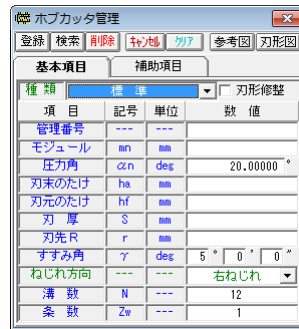 ホブカッタ管理
登録 検索 削除 ｷｬﾝｾﾙ ｸﾘｱ 参考図 刃形図
基本項目 補助項目
種 類 標 準 刃形修整
項 目 記号 単位 数 値
管理番号 --- ---
モジュール mn mm
圧力角 αn deg 20.00000 °
刃末のたけ ha mm
刃元のたけ hf mm
刃 厚 S mm
刃先R r mm
すすみ角 γ deg 5 ° 0 ' 0 "
ねじれ方向 --- --- 右ねじれ
溝 数 N 12
条 数 Zw 1